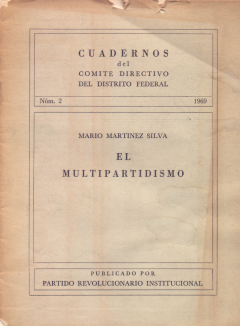 CUADERNOS
del
COMITE DIRECTIVO
DEL DISTRITO FEDERAL
Núm. 2 1969
MARIO MARTINEZ SILVA
EL
MULTIPARTIDISMO
PUBLICADO POR
PARTIDO REVOLUCIONARIO INSTITUCIONAL